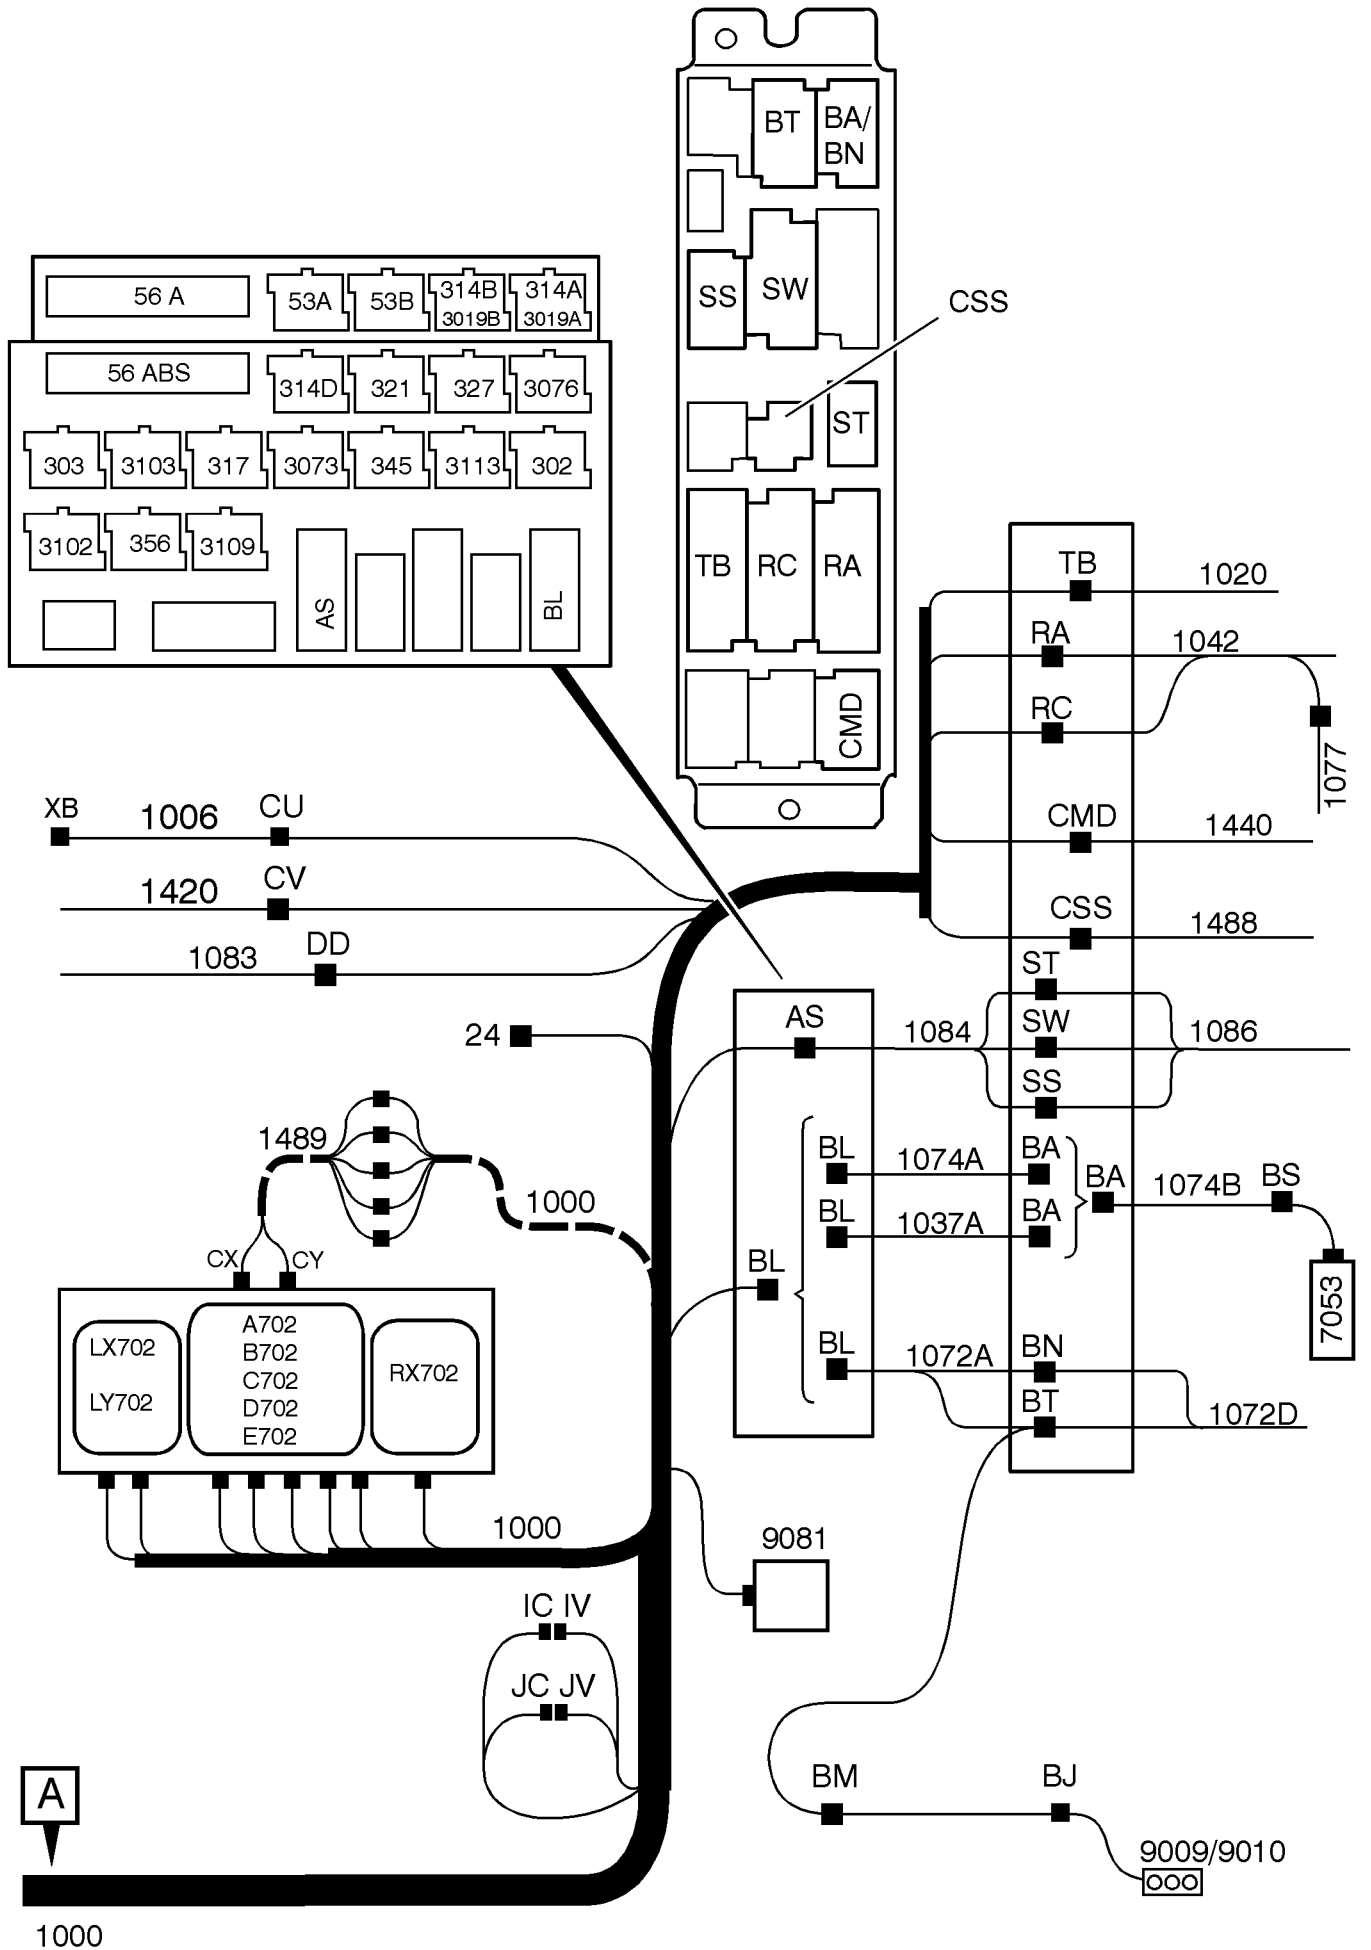 BT
BA/
BN
SS
SW
CSS
ST
TB
RC
RA
CMD
56 A
53A
53B
314B
3019B
314A
3019A
56 ABS
314D
321
327
3076
303
3103
317
3073
345
3113
302
3102
356
3109
AS
BL
TB
1020
RA
1042
RC
1077
CMD
1440
CSS
1488
XB
1006
CU
1420
CV
1083
DD
24
AS
1084
ST
SW
SS
1086
1489
1000
CX
CY
BL
1074A
BA
BL
1037A
BA
BA
1074B
BS
7053
BL
BL
1072A
BN
BT
1072D
LX702
LY702
A702
B702
C702
D702
E702
RX702
1000
9081
IC IV
JC JV
BM
BJ
9009/9010
A
1000